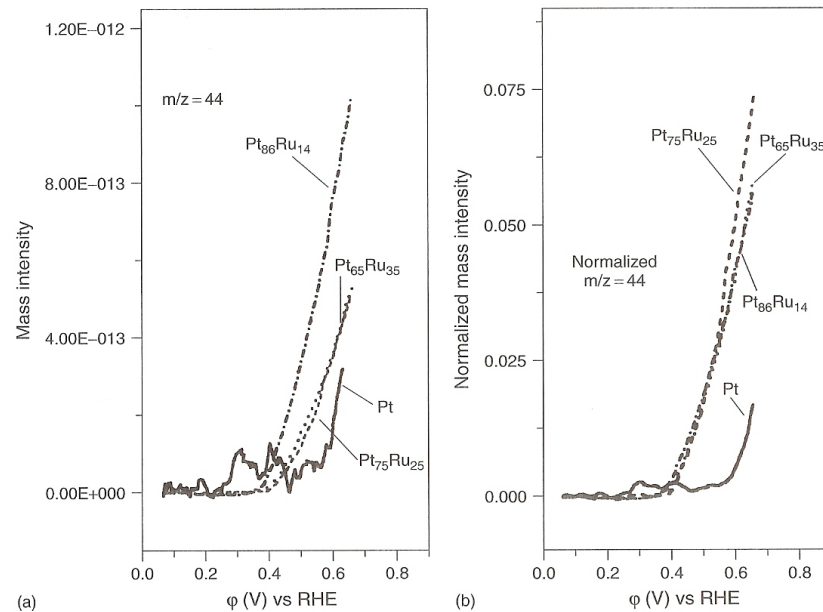 1.20E–012
m/z = 44
Pt86Ru14
8.00E–013
Pt65Ru35
4.00E–013
Pt
Pt75Ru25
0.00E+000
0.0 0.2 0.4 0.6 0.8
φ (V) vs RHE
Mass intensity
(a)
0.075
Pt75Ru25
Pt65Ru35
0.050
Normalized
m/z = 44
Pt86Ru14
0.025
Pt
0.000
0.0 0.2 0.4 0.6 0.8
φ (V) vs RHE
Normalized mass intensity
(b)